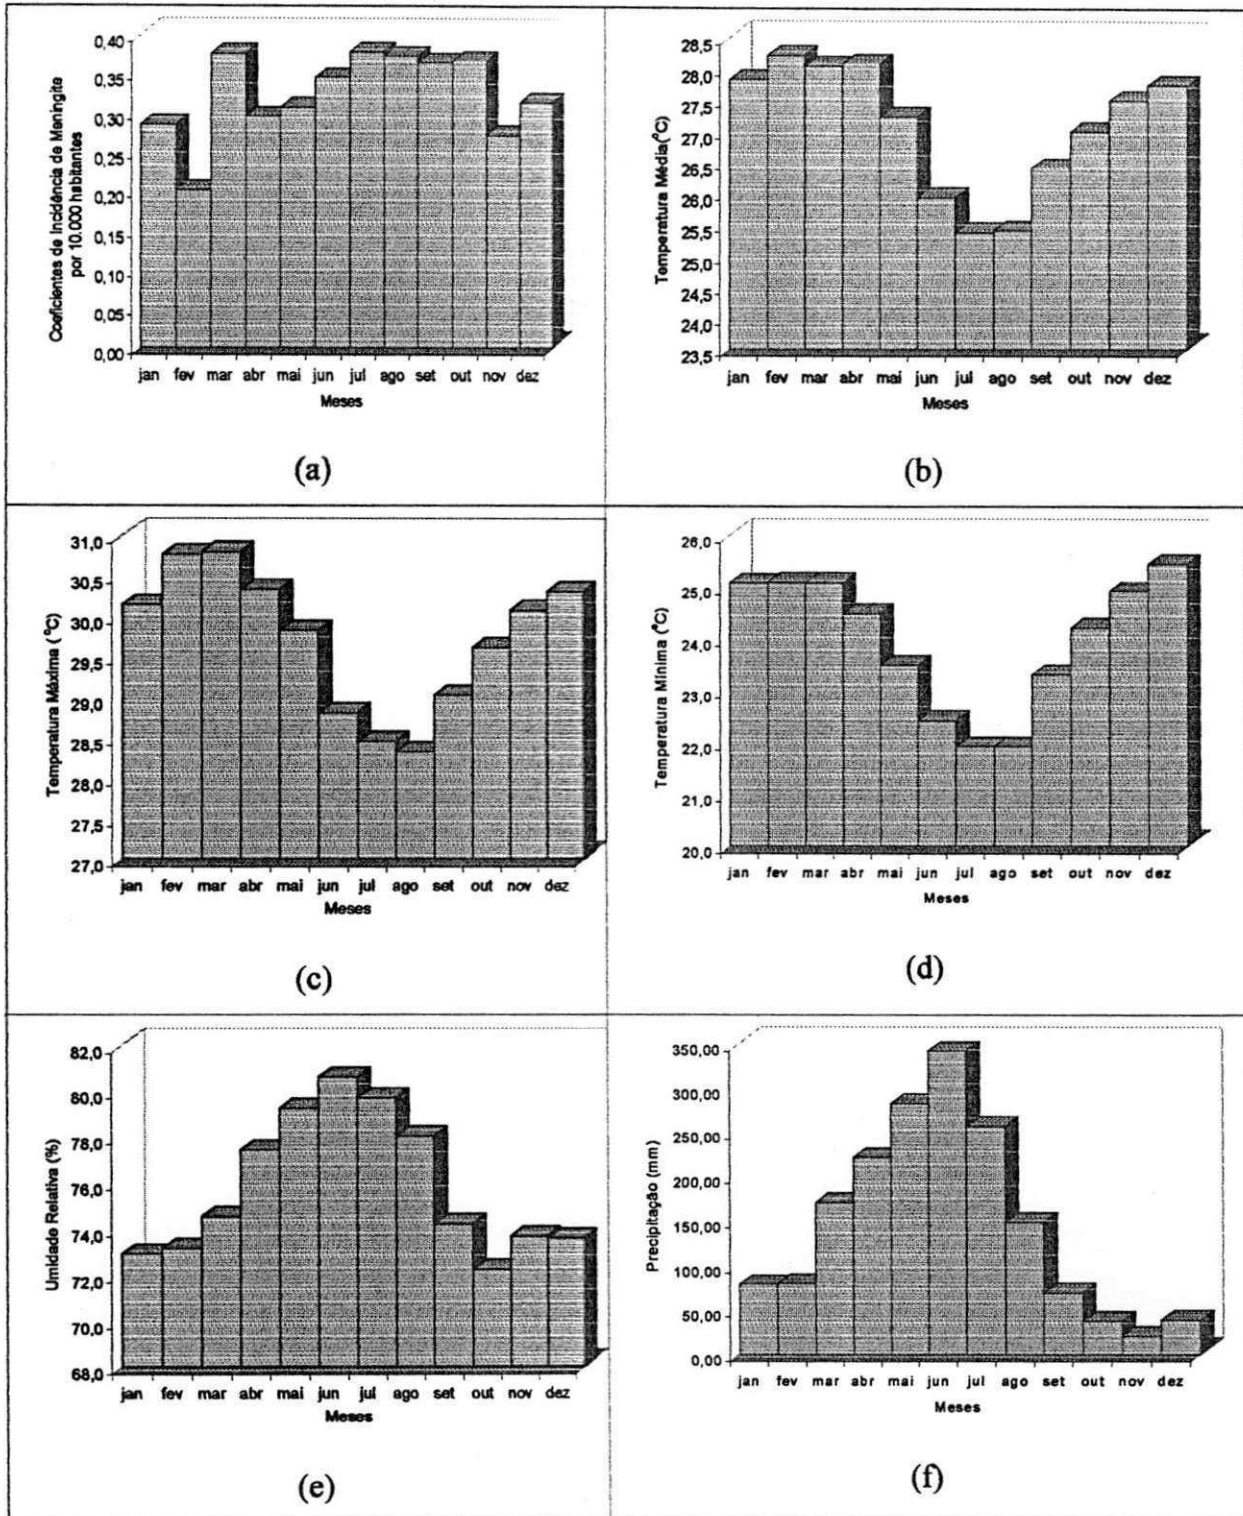 0,40
0,35
0,30
0,25
0,20
0,15
0,10
0,05
0,00
Coeficientes de Incidência de Meningite
por 10.000 habitantes
jan fev mar abr mai jun jul ago set out nov dez
Meses
(a)
28,5
28,0
27,5
27,0
26,5
26,0
25,5
25,0
24,5
24,0
23,5
Temperatura Média(°C)
jan fev mar abr mai jun jul ago set out nov dez
Meses
(b)
31,0
30,5
30,0
29,5
29,0
28,5
28,0
27,5
27,0
Temperatura Máxima (°C)
jan fev mar abr mai jun jul ago set out nov dez
Meses
(c)
26,0
25,0
24,0
23,0
22,0
21,0
20,0
Temperatura Mínima (°C)
jan fev mar abr mai jun jul ago set out nov dez
Meses
(d)
82,0
80,0
78,0
76,0
74,0
72,0
70,0
68,0
Umidade Relativa (%)
jan fev mar abr mai jun jul ago set out nov dez
Meses
(e)
350,00
300,00
250,00
200,00
150,00
100,00
50,00
0,00
Precipitação (mm)
jan fev mar abr mai jun jul ago set out nov dez
Meses
(f)